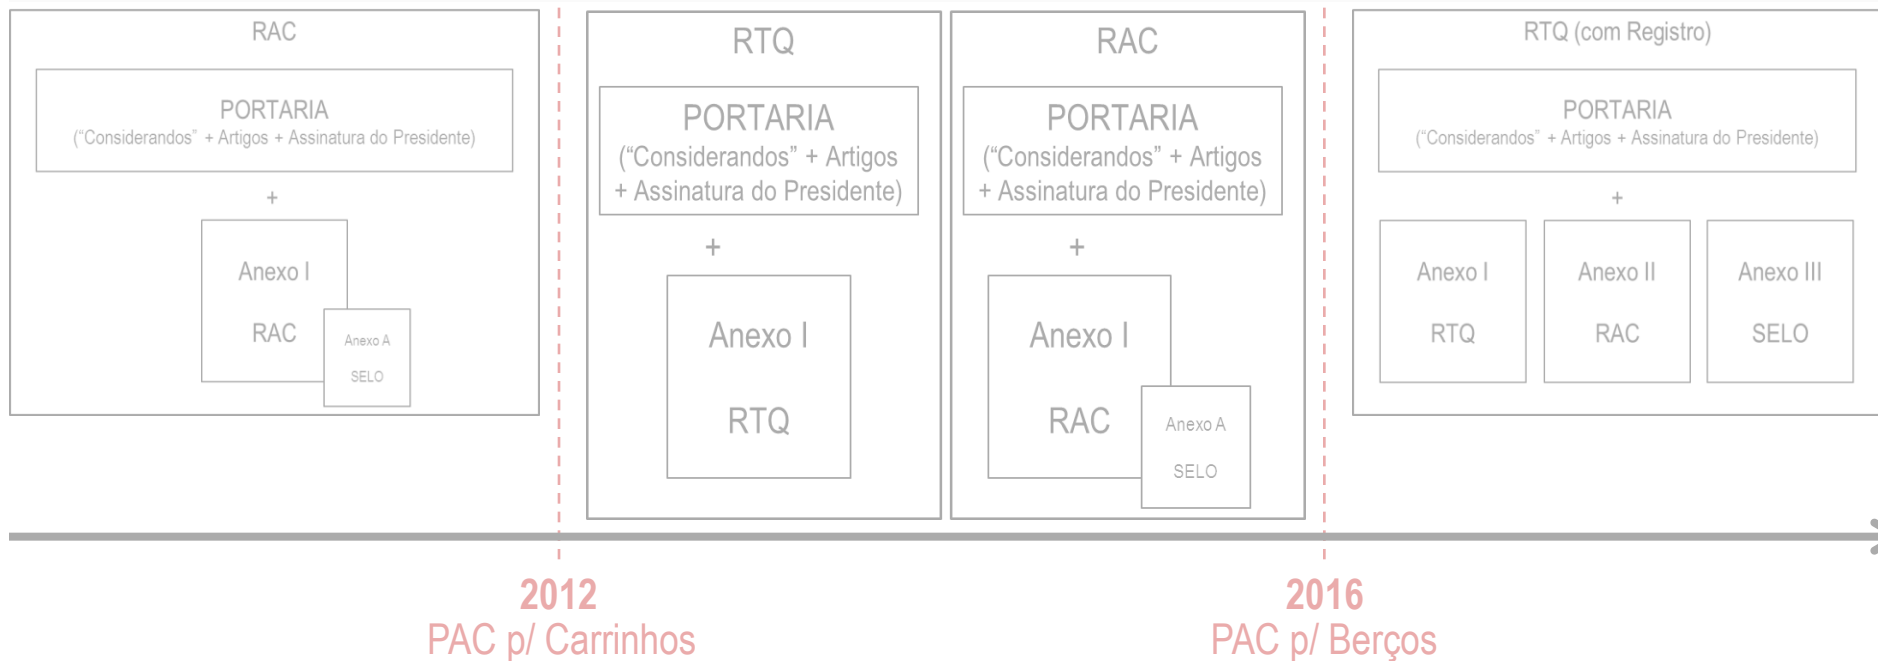 RAC
PORTARIA
(“Considerandos” + Artigos + Assinatura do Presidente)
+
Anexo I
RAC
Anexo A
SELO
RTQ
PORTARIA
(“Considerandos” + Artigos
+ Assinatura do Presidente)
+
Anexo I
RTQ
RAC
PORTARIA
(“Considerandos” + Artigos
+ Assinatura do Presidente)
+
Anexo I
RAC
Anexo A
SELO
RTQ (com Registro)
PORTARIA
(“Considerandos” + Artigos + Assinatura do Presidente)
+
Anexo I
RTQ
Anexo II
RAC
Anexo III
SELO
2012
PAC p/ Carrinhos
2016
PAC p/ Berços